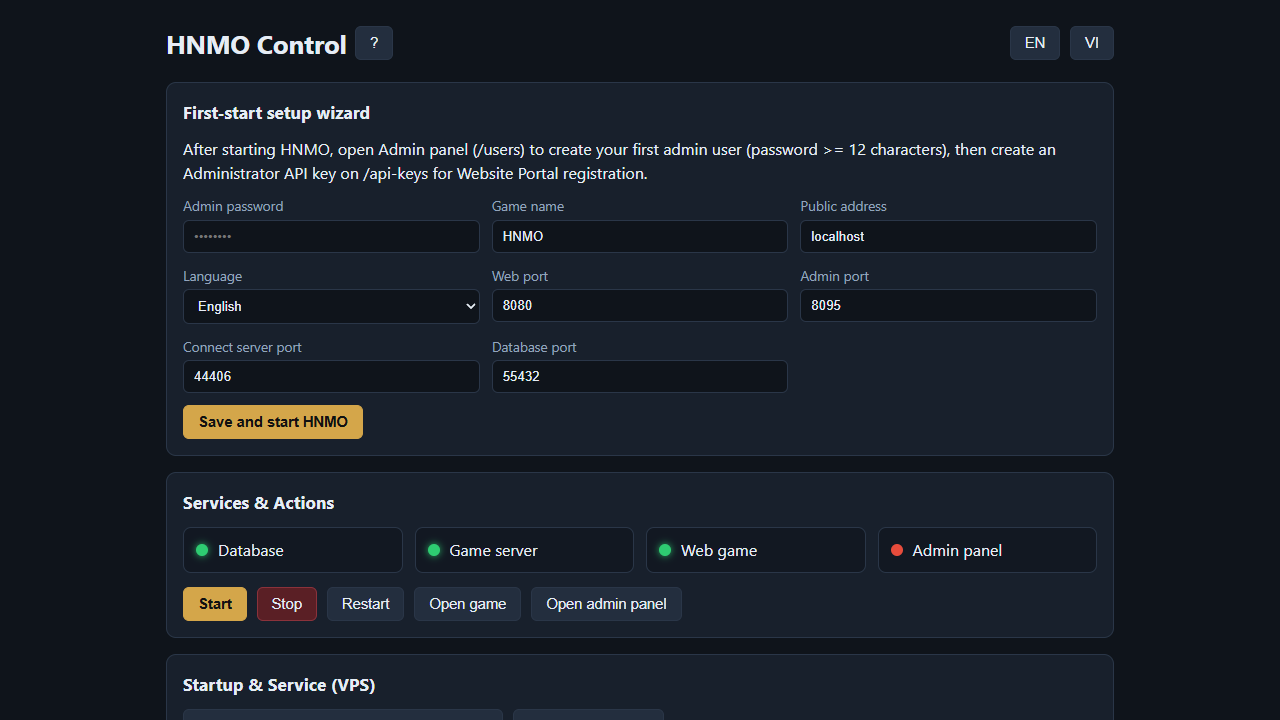 HNMO Control ? EN VI
First-start setup wizard
After starting HNMO, open Admin panel (/users) to create your first admin user (password >= 12 characters), then create an
Administrator API key on /api-keys for Website Portal registration.
Admin password Game name Public address
•••••••• HNMO localhost
Language Web port Admin port
English 8080 8095
Connect server port Database port
44406 55432
Save and start HNMO
Services & Actions
Database Game server Web game Admin panel
Start Stop Restart Open game Open admin panel
Startup & Service (VPS)